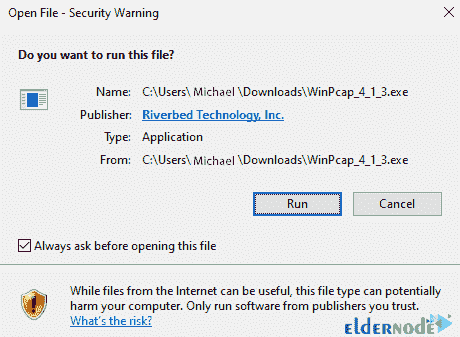 Open File - Security Warning
Do you want to run this file?
Name: C:\Users\ Michael \Downloads\WinPcap_4_1_3.exe
Publisher: Riverbed Technology, Inc.
Type: Application
From: C:\Users\ Michael \Downloads\WinPcap_4_1_3.exe
Run Cancel
Always ask before opening this file
While files from the Internet can be useful, this file type can potentially
harm your computer. Only run software from publishers you trust.
What's the risk?
eldernode